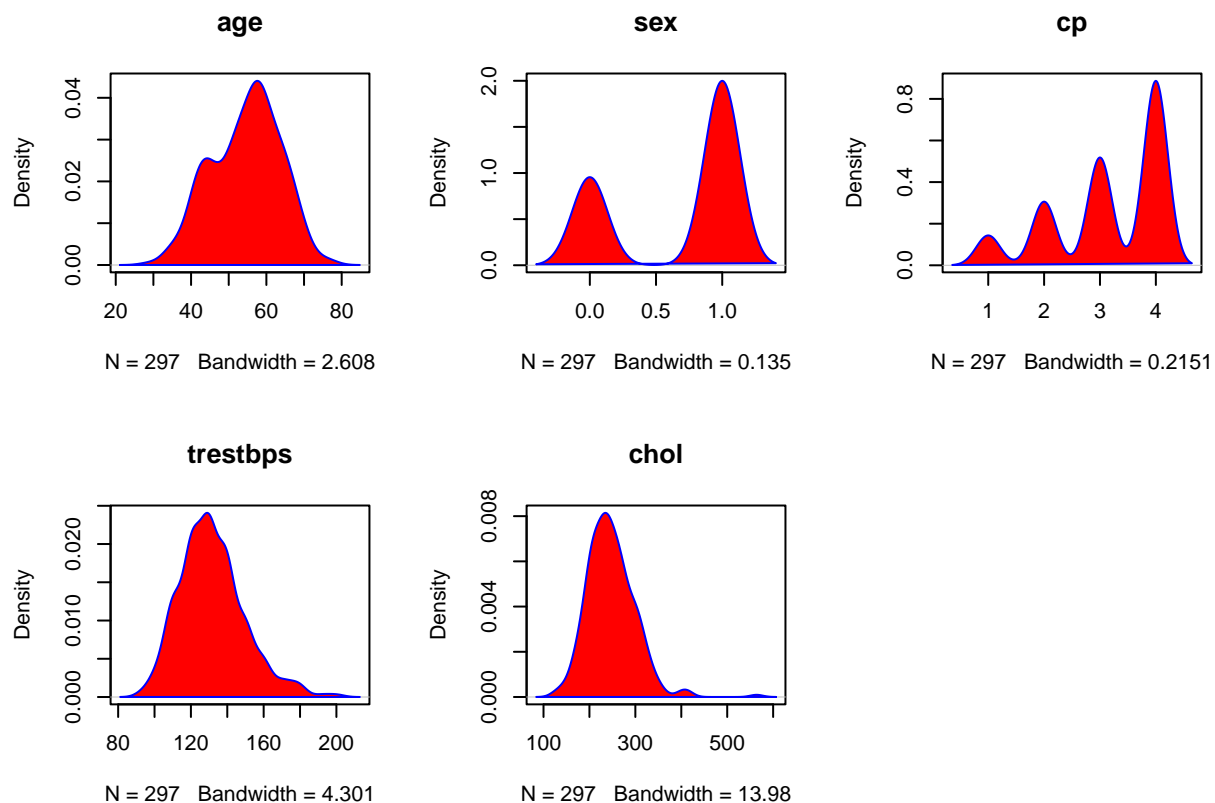 age
Density
0.00
0.02
0.04
20
40
60
80
N = 297   Bandwidth = 2.608
sex
Density
0.0
1.0
2.0
0.0
0.5
1.0
N = 297   Bandwidth = 0.135
cp
Density
0.0
0.4
0.8
1
2
3
4
N = 297   Bandwidth = 0.2151
trestbps
Density
0.000
0.010
0.020
80
120
160
200
N = 297   Bandwidth = 4.301
chol
Density
0.000
0.004
0.008
100
300
500
N = 297   Bandwidth = 13.98